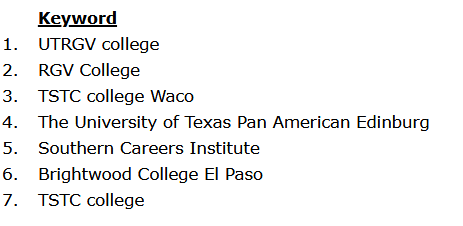 Keyword
1. UTRGV college
2. RGV College
3. TSTC college Waco
4. The University of Texas Pan American Edinburg
5. Southern Careers Institute
6. Brightwood College El Paso
7. TSTC college